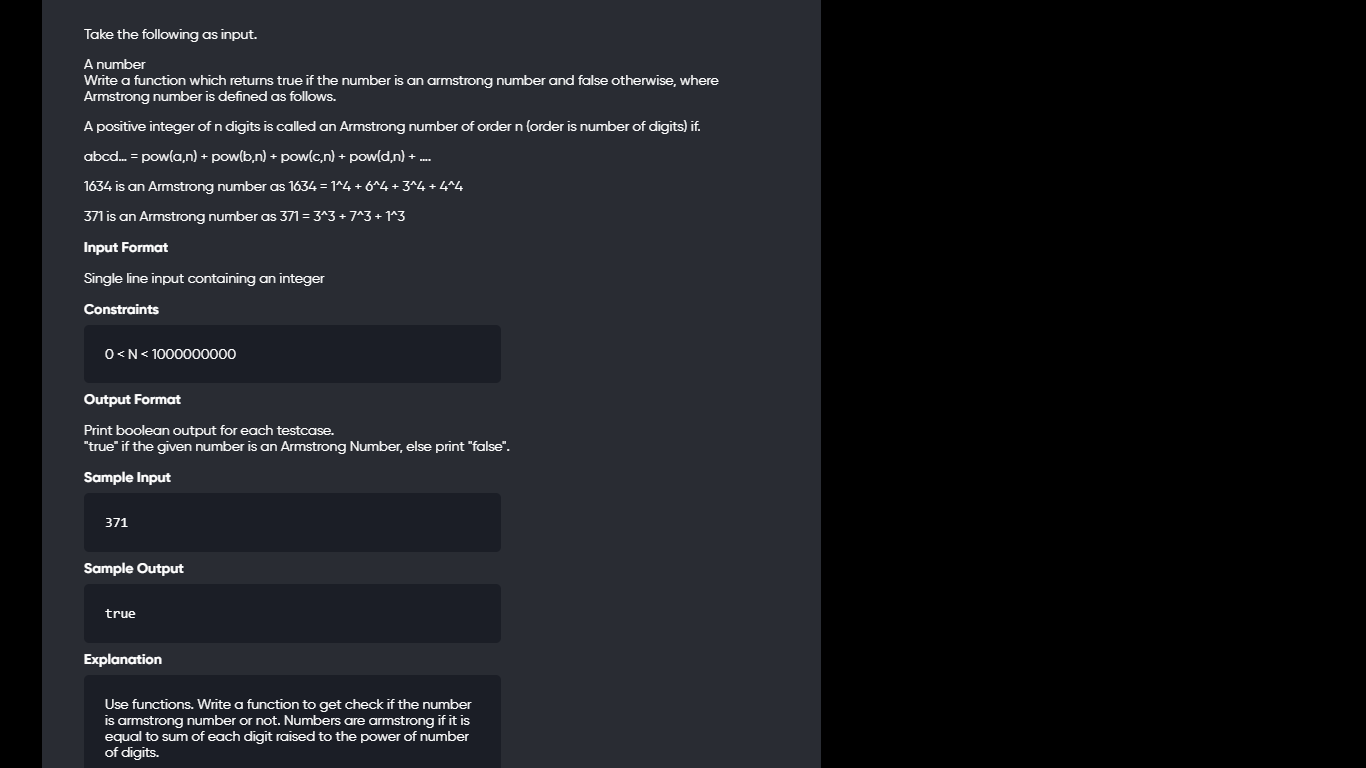 Take the following as input.
A number
Write a function which returns true if the number is an armstrong number and false otherwise, where
Armstrong number is defined as follows.
A positive integer of n digits is called an Armstrong number of order n (order is number of digits) if.
abcd... = pow(a,n) + pow(b,n) + pow(c,n) + pow(d,n) + ....
1634 is an Armstrong number as 1634 = 1^4 + 6^4 + 3^4 + 4^4
371 is an Armstrong number as 371 = 3^3 + 7^3 + 1^3
Input Format
Single line input containing an integer
Constraints
0 < N < 1000000000
Output Format
Print boolean output for each testcase.
"true" if the given number is an Armstrong Number, else print "false".
Sample Input
371
Sample Output
true
Explanation
Use functions. Write a function to get check if the number
is armstrong number or not. Numbers are armstrong if it is
equal to sum of each digit raised to the power of number
of digits.